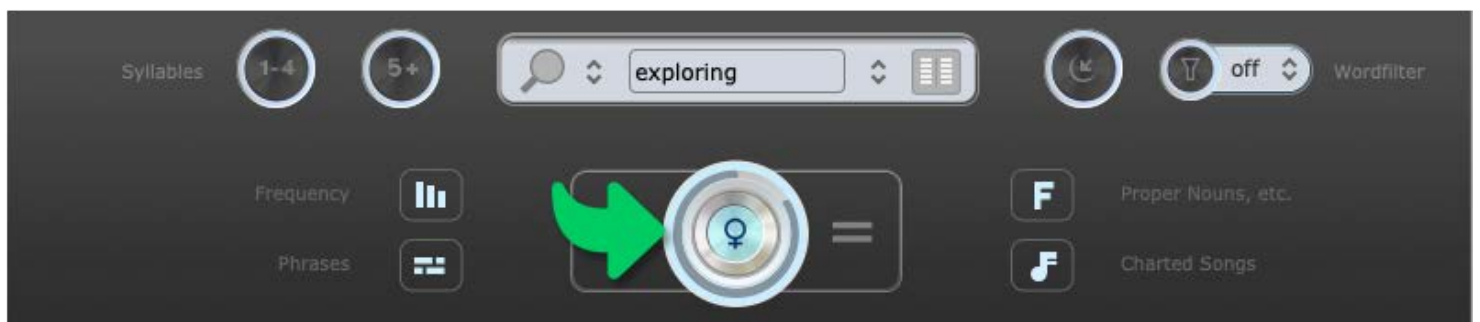 Syllables 1-4 5+ exploring off Wordfilter
Frequency F Proper Nouns, etc.
Phrases Charted Songs